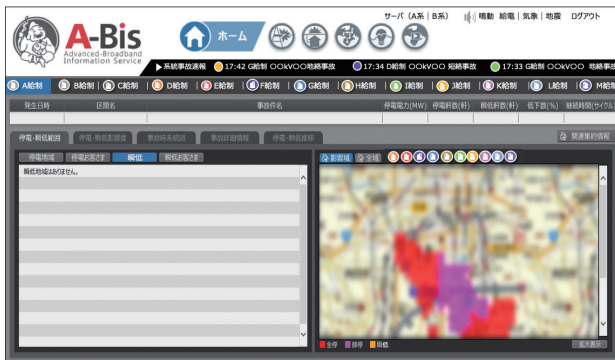 サーバ（A系｜B系） 鳴動 給電｜気象｜地震 ログアウト
A-Bis
Advanced-Broadband
Information Service
ホーム
▶系統事故速報 17:42 G給制 OOkVOO地絡事故 17:34 D給制 OOkVOO 短絡事故 17:33 G給制 OOkVOO 地絡事故
A給制 B給制 C給制 D給制 E給制 F給制 G給制 H給制 I給制 J給制 K給制 L給制 M給制
発生日時 区間名 事故件名 停電電力(MW) 停電軒数(軒) 瞬低軒数(軒) 低下数(%) 継続時間(サイクル)
停電・瞬低範囲 停電・瞬低影響度 事故時系統図 事故詳細情報 停電・瞬低推移 関連集約情報
停電地域 停電お客さま 瞬低 瞬低お客さま
瞬低地域はありません。
影響域 全域
全停 瞬低
拡大表示